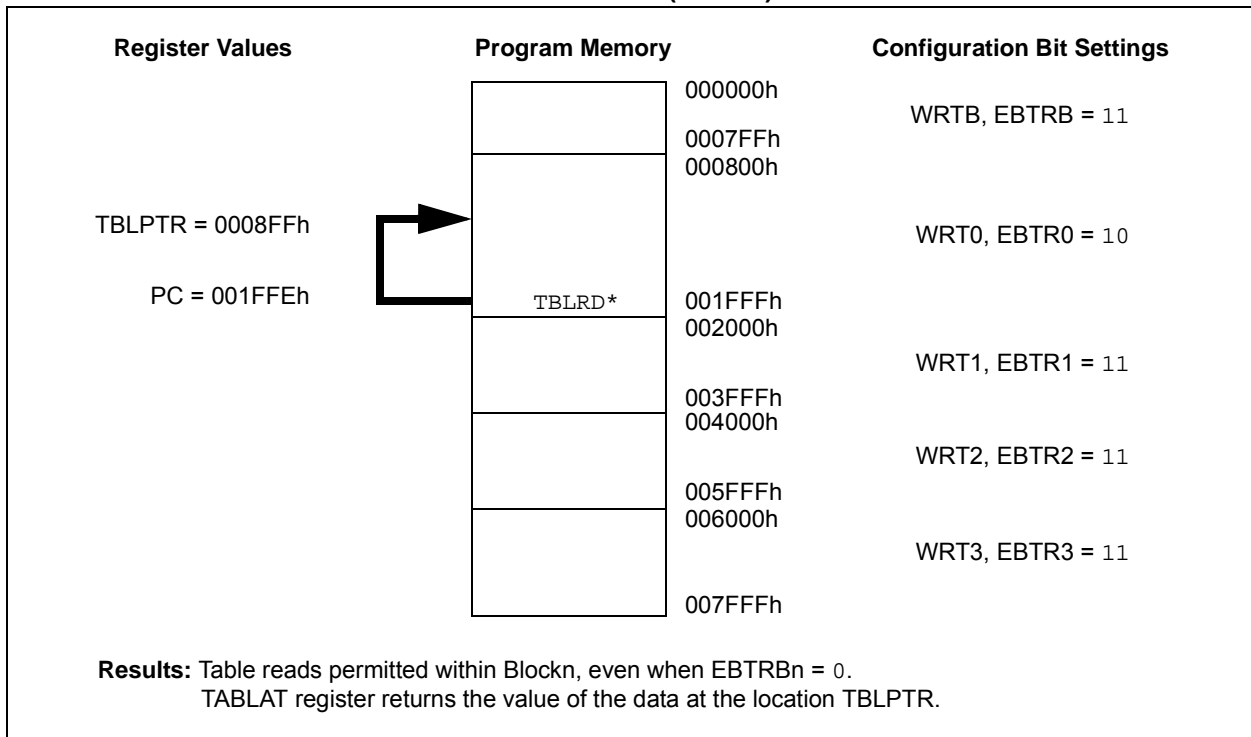 Register Values Program Memory Configuration Bit Settings
000000h
WRTB, EBTRB = 11
0007FFh
000800h
TBLPTR = 0008FFh
WRT0, EBTR0 = 10
PC = 001FFEh
TBLRD* 001FFFh
002000h
WRT1, EBTR1 = 11
003FFFh
004000h
WRT2, EBTR2 = 11
005FFFh
006000h
WRT3, EBTR3 = 11
007FFFh
Results: Table reads permitted within Blockn, even when EBTRBn = 0.
TABLAT register returns the value of the data at the location TBLPTR.